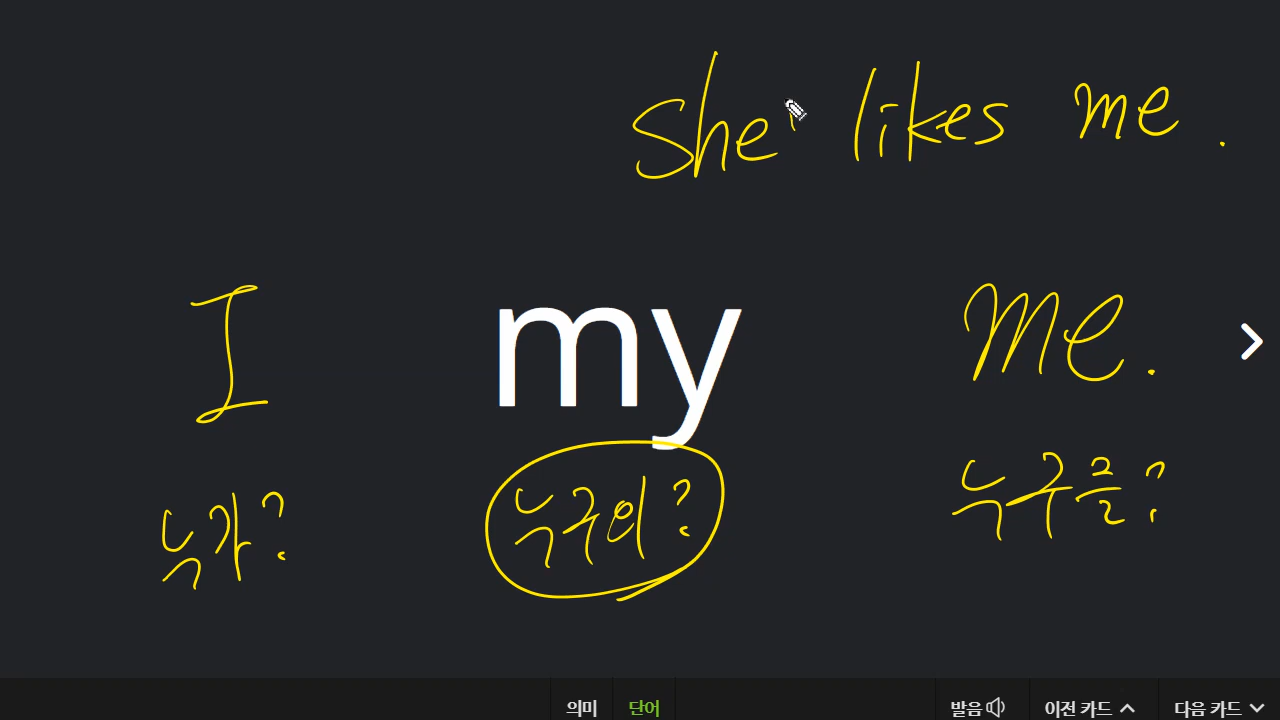 She likes me.
I my me.
누가? 누구의? 누구를?
의미 단어 발음 이전 카드 다음 카드